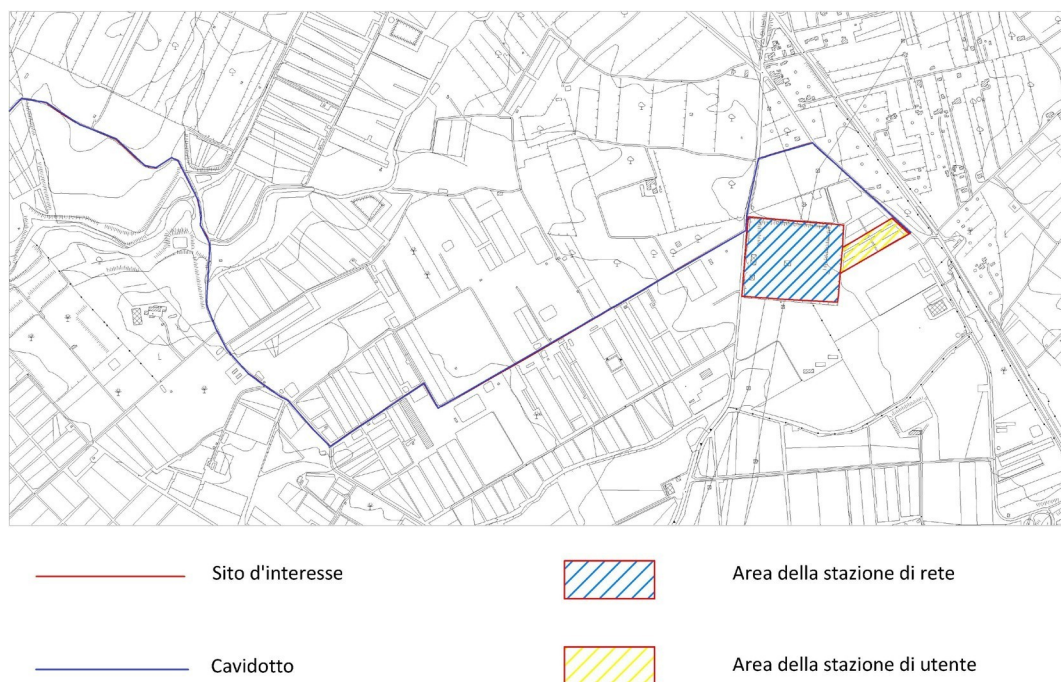 Sito d'interesse
Area della stazione di rete
Cavidotto
Area della stazione di utente